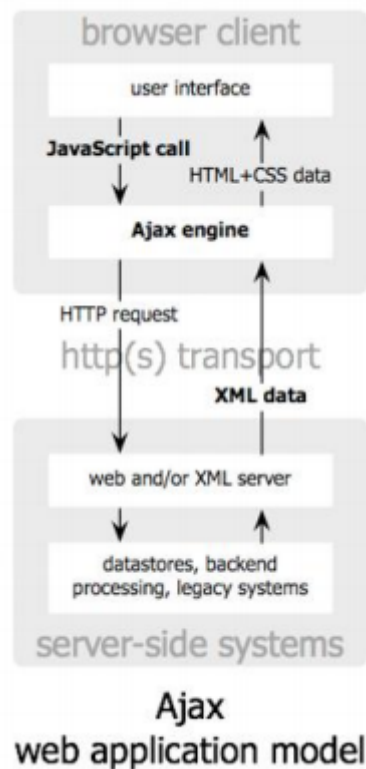 browser client
user interface
JavaScript call
HTML+CSS data
Ajax engine
HTTP request
http(s) transport
XML data
web and/or XML server
datastores, backend
processing, legacy systems
server-side systems
Ajax
web application model